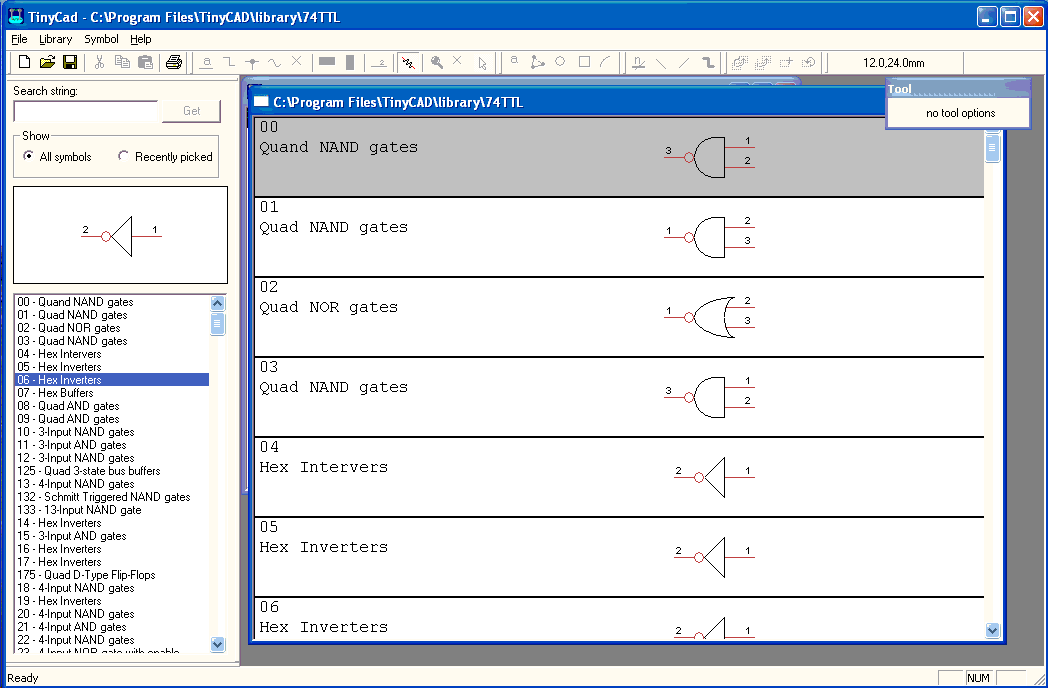 TinyCad - C:\Program Files\TinyCAD\library\74TTL
File Library Symbol Help
12.0,24.0mm
Search string:
Get
Show
All symbols Recently picked
2 1
00 - Quand NAND gates
01 - Quad NAND gates
02 - Quad NOR gates
03 - Quad NAND gates
04 - Hex Intervers
05 - Hex Inverters
06 - Hex Inverters
07 - Hex Buffers
08 - Quad AND gates
09 - Quad AND gates
10 - 3-Input NAND gates
11 - 3-Input AND gates
12 - 3-Input NAND gates
125 - Quad 3-state bus buffers
13 - 4-Input NAND gates
132 - Schmitt Triggered NAND gates
133 - 13-Input NAND gate
14 - Hex Inverters
15 - 3-Input AND gates
16 - Hex Inverters
17 - Hex Inverters
175 - Quad D-Type Flip-Flops
18 - 4-Input NAND gates
19 - Hex Inverters
20 - 4-Input NAND gates
21 - 4-Input AND gates
22 - 4-Input NAND gates
23 - 4-Input NOR gate with enable
C:\Program Files\TinyCAD\library\74TTL
Tool
no tool options
00
Quand NAND gates
3 1
2
01
Quad NAND gates
1 2
3
02
Quad NOR gates
1 2
3
03
Quad NAND gates
3 1
2
04
Hex Intervers
2 1
05
Hex Inverters
2 1
06
Hex Inverters
2 1
Ready
NUM